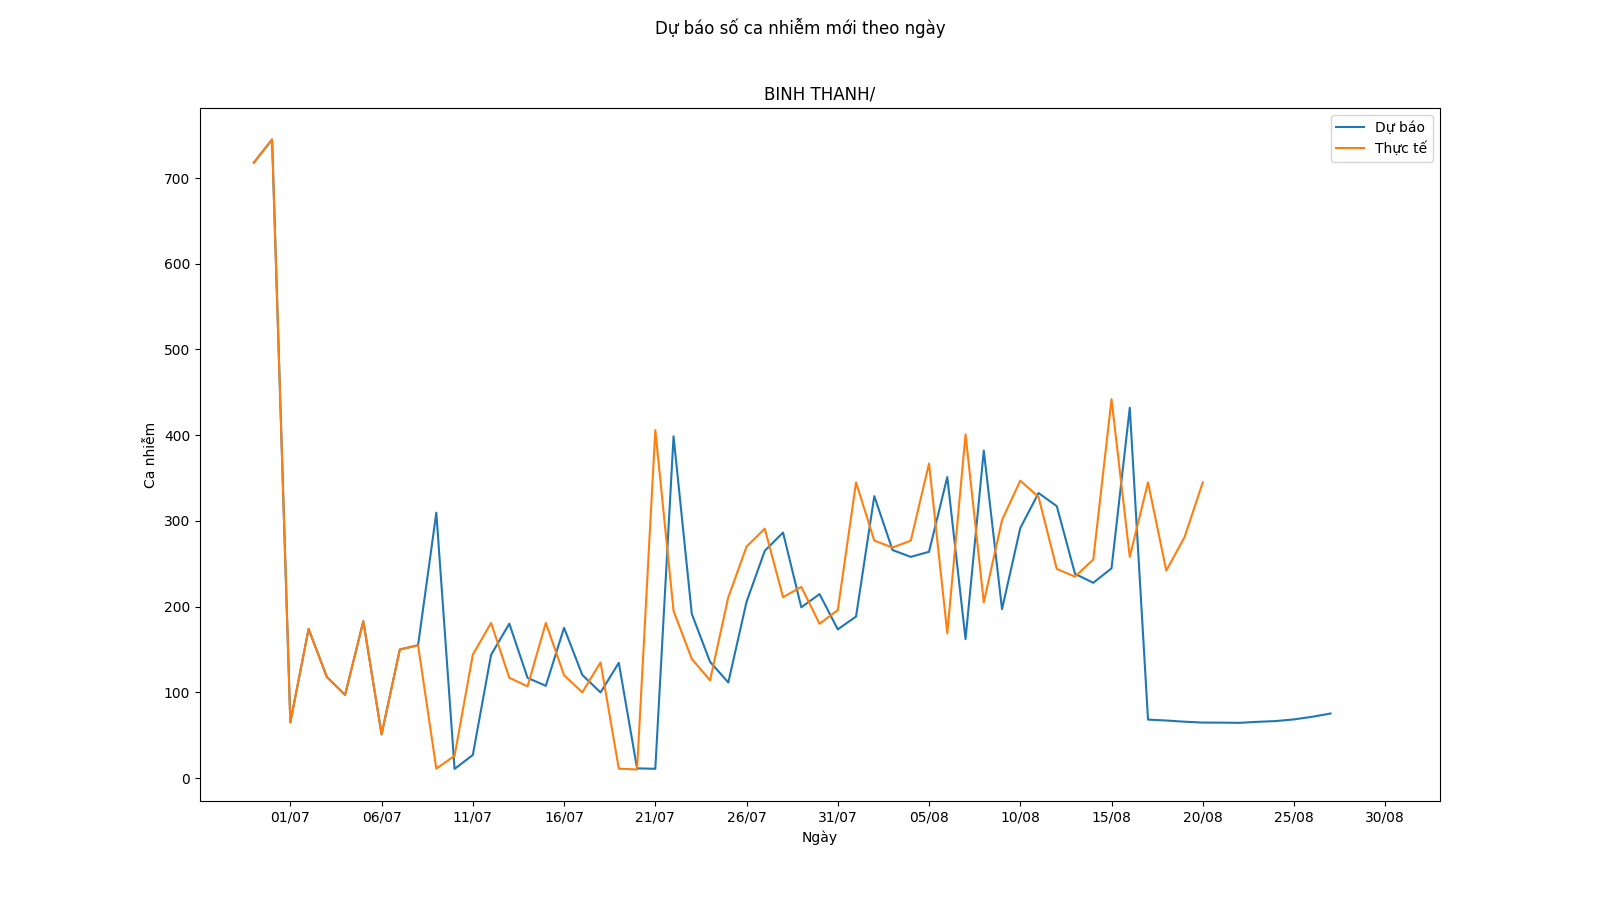 Dự báo số ca nhiễm mới theo ngày
BINH THANH/
Dự báo
Thực tế
700
600
500
400
300
200
100
0
Ca nhiễm
01/07 06/07 11/07 16/07 21/07 26/07 31/07 05/08 10/08 15/08 20/08 25/08 30/08
Ngày